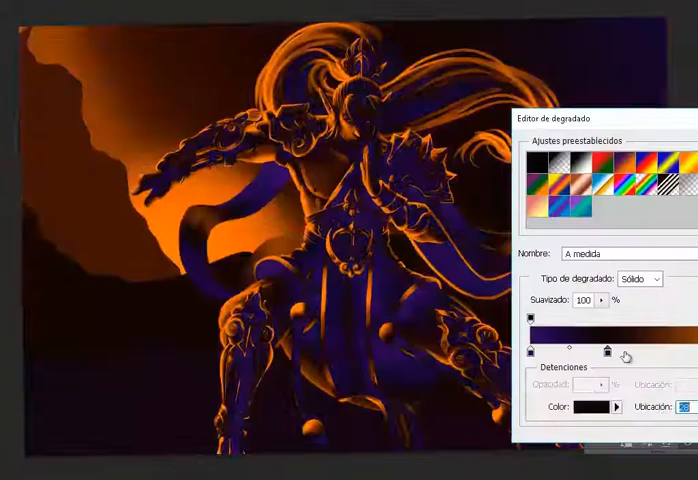 Editor de degradado
Ajustes preestablecidos
Nombre: A medida
Tipo de degradado: Sólido
Suavizado: 100 %
Detenciones
Opacidad: % Ubicación:
Color: Ubicación: